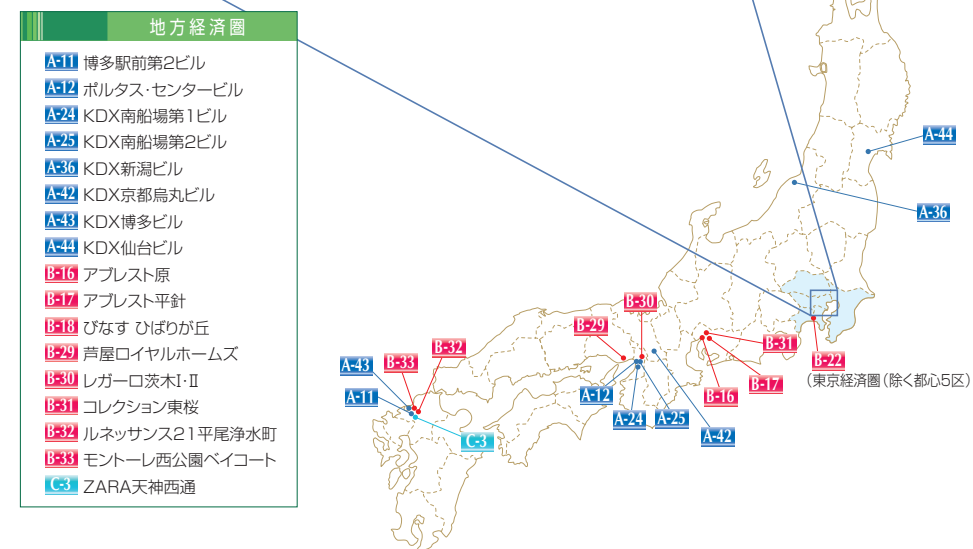 地方経済圏
A-11 博多駅前第2ビル
A-12 ポルタス・センタービル
A-24 KDX南船場第1ビル
A-25 KDX南船場第2ビル
A-36 KDX新潟ビル
A-42 KDX京都烏丸ビル
A-43 KDX博多ビル
A-44 KDX仙台ビル
B-16 アブレスト原
B-17 アブレスト平針
B-18 びなす ひばりが丘
B-29 芦屋ロイヤルホームズ
B-30 レガーロ茨木I・II
B-31 コレクション東桜
B-32 ルネッサンス21平尾浄水町
B-33 モントーレ西公園ベイコート
C-3 ZARA天神西通
A-44
A-36
B-30
B-29
B-31
B-32
B-33
A-43
A-11
B-22
(東京経済圏(除く都心5区)
B-17
B-16
A-12
A-24
A-25
A-42
C-3